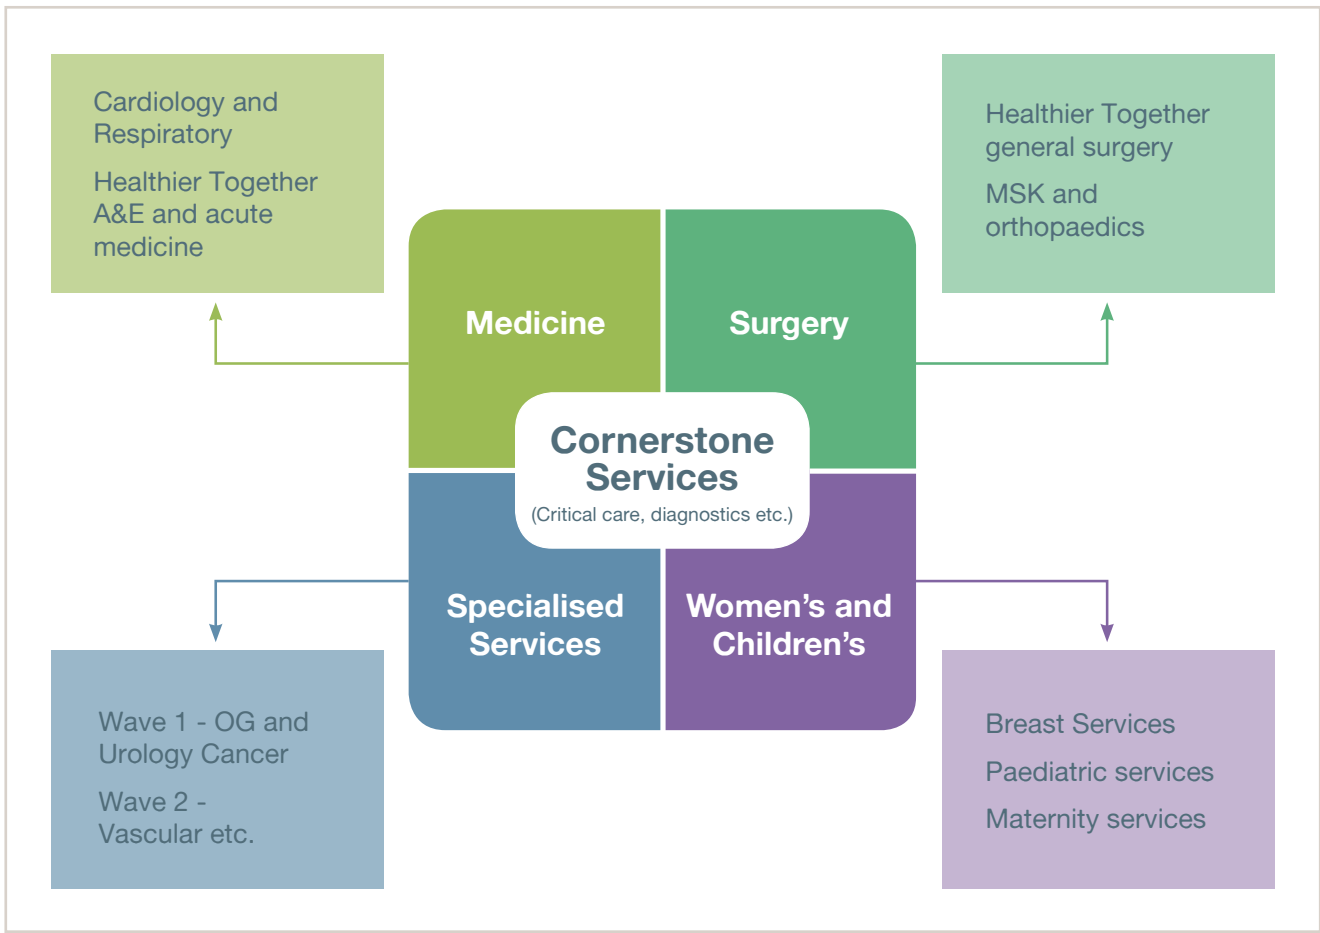 Cardiology and
Respiratory
Healthier Together
A&E and acute
medicine
Healthier Together
general surgery
MSK and
orthopaedics
Medicine
Surgery
Cornerstone
Services
(Critical care, diagnostics etc.)
Specialised
Services
Women’s and
Children’s
Wave 1 - OG and
Urology Cancer
Wave 2 -
Vascular etc.
Breast Services
Paediatric services
Maternity services